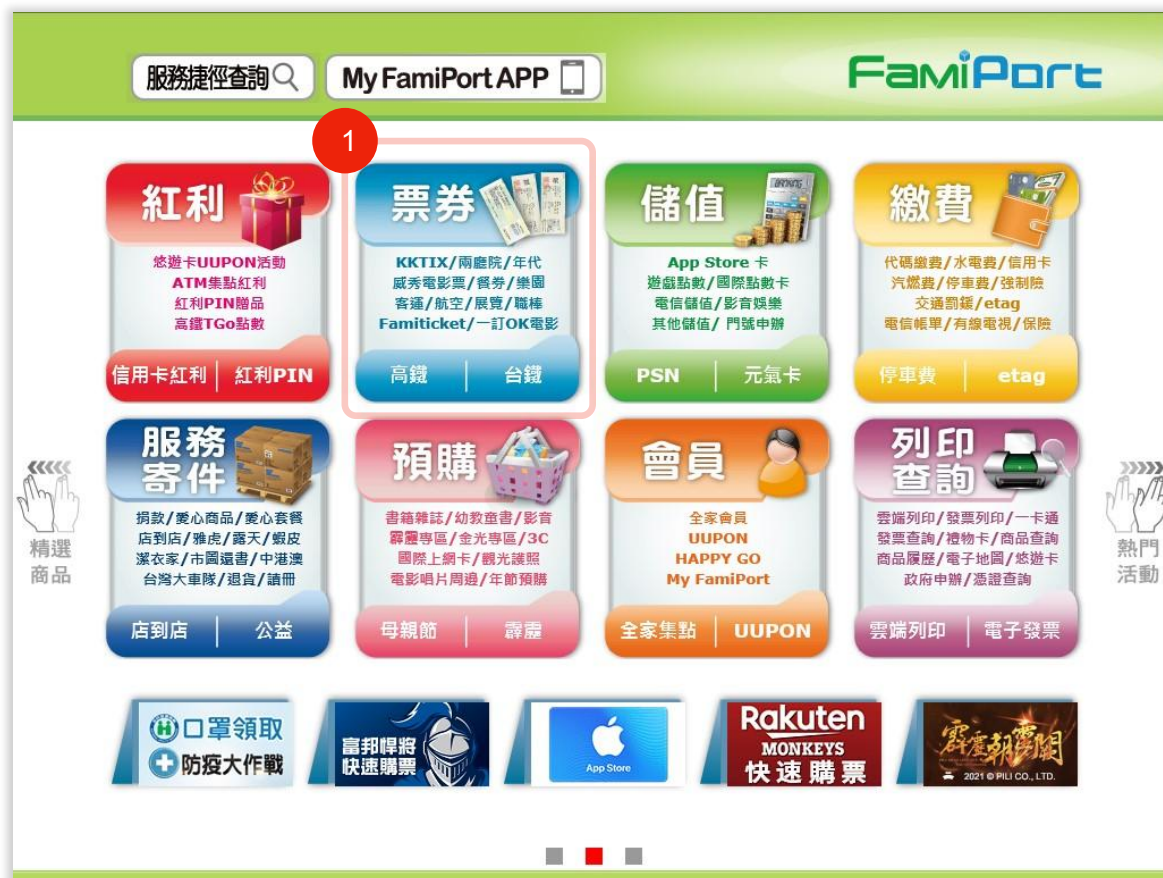 服務捷徑查詢
My FamiPort APP
FamiPort
1
紅利
悠遊卡UUPON活動
ATM集點紅利
紅利PIN贈品
高鐵TGo點數
信用卡紅利
紅利PIN
票券
KKTIX/兩廳院/年代
威秀電影票/餐券/樂園
客運/航空/展覽/職棒
Famiticket/一訂OK電影
高鐵
台鐵
儲值
App Store 卡
遊戲點數/國際點數卡
電信儲值/影音娛樂
其他儲值/ 門號申辦
PSN
元氣卡
繳費
代碼繳費/水電費/信用卡
汽燃費/停車費/強制險
交通罰鍰/etag
電信帳單/有線電視/保險
停車費
etag
服務
寄件
捐款/愛心商品/愛心套餐
店到店/雅虎/露天/蝦皮
潔衣家/市圖還書/中港澳
台灣大車隊/退貨/讀冊
店到店
公益
預購
書籍雜誌/幼教童書/影音
霹靂專區/金光專區/3C
國際上網卡/觀光護照
電影唱片周邊/年節預購
母親節
霹靂
會員
全家會員
UUPON
HAPPY GO
My FamiPort
全家集點
UUPON
列印
查詢
雲端列印/發票列印/一卡通
發票查詢/禮物卡/商品查詢
商品履歷/電子地圖/悠遊卡
政府申辦/憑證查詢
雲端列印
電子發票
精選
商品
熱門
活動
口罩領取
防疫大作戰
富邦悍將
快速購票
App Store
Rakuten
MONKEYS
快速購票
霹靂朝霧關
2021 © PILI CO., LTD.